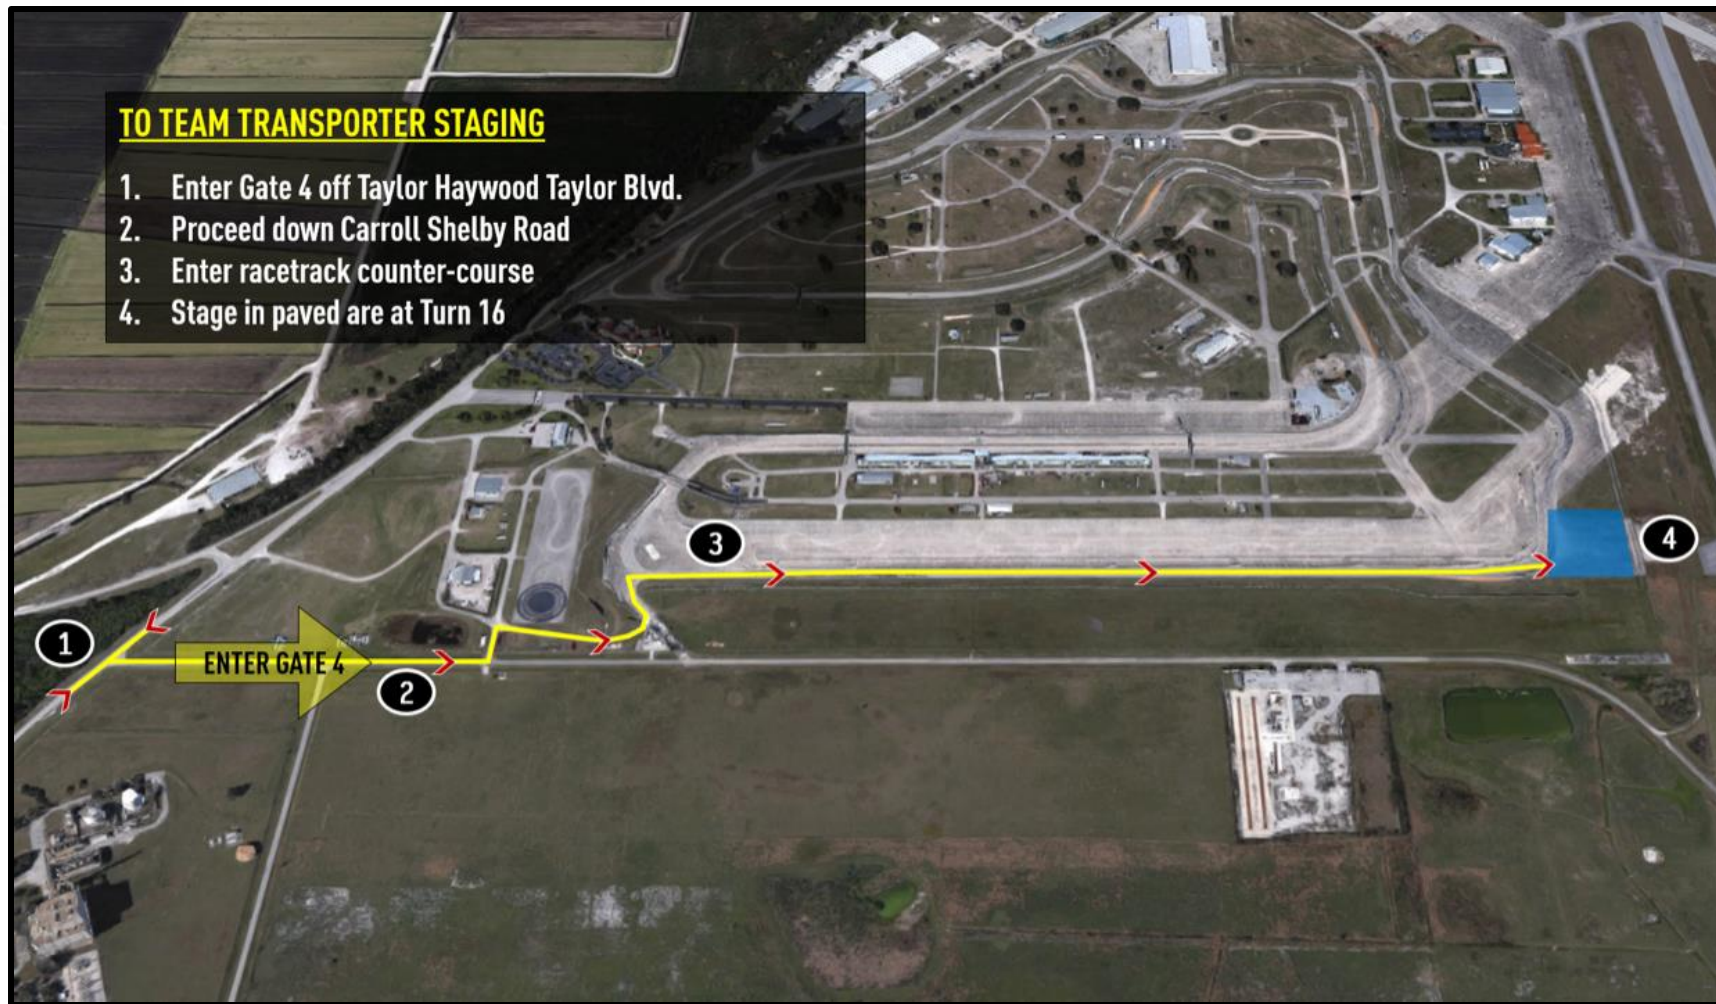 TO TEAM TRANSPORTER STAGING
1. Enter Gate 4 off Taylor Haywood Taylor Blvd.
2. Proceed down Carroll Shelby Road
3. Enter racetrack counter-course
4. Stage in paved are at Turn 16
3
4
1
ENTER GATE 4
2